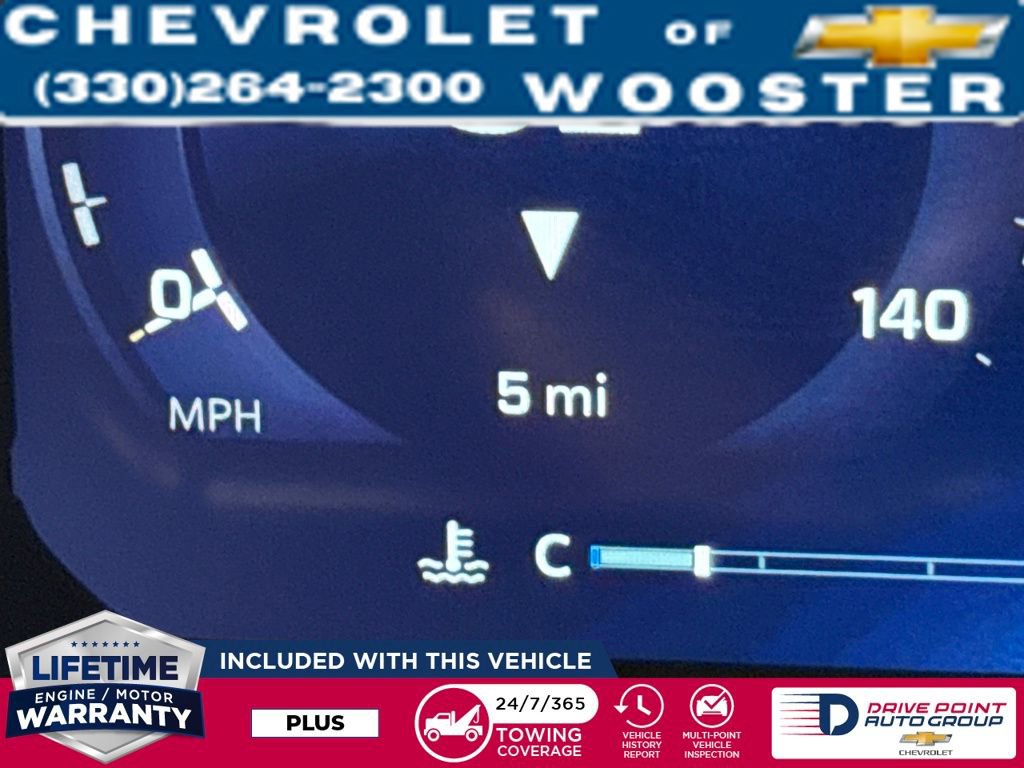 CHEVROLET OF
(330)264-2300 WOOSTER
0
140
5 mi
MPH
C
LIFETIME
ENGINE / MOTOR
WARRANTY
INCLUDED WITH THIS VEHICLE
PLUS
24/7/365
TOWING
COVERAGE
VEHICLE
HISTORY
REPORT
MULTI-POINT
VEHICLE
INSPECTION
DRIVE POINT
AUTO GROUP
CHEVROLET